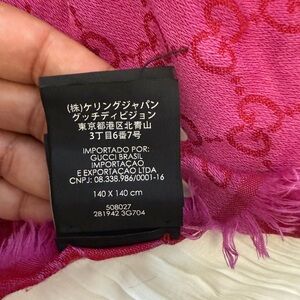 (株)ケリングジャパン
グッチディビジョン
東京都港区北青山
3丁目6番7号
IMPORTADO POR:
GUCCI BRASIL
IMPORTACAO
E EXPORTACAO LTDA
CNPJ: 08.338.986/0001-16
140 X 140 cm
508027
281942 3G704